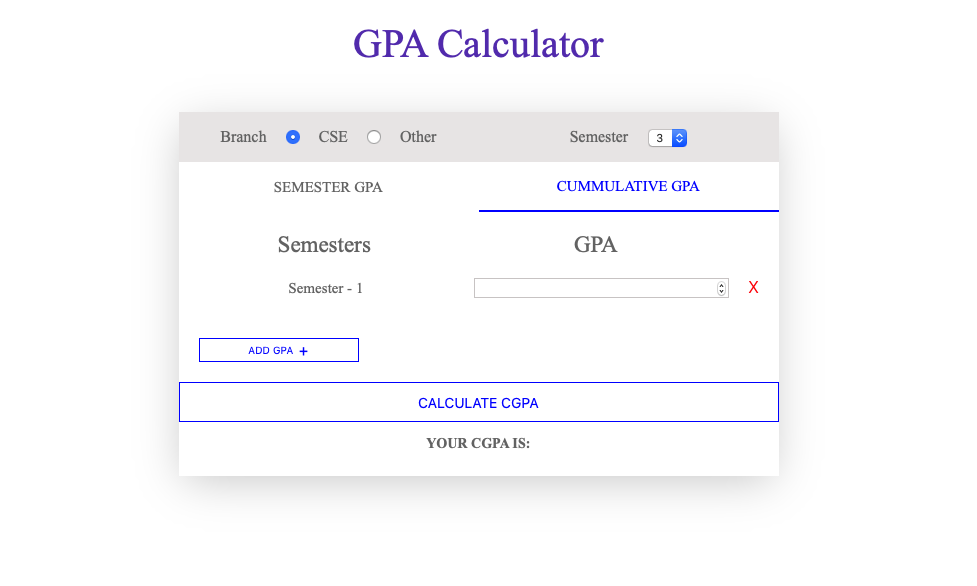 GPA Calculator
Branch CSE Other Semester 3
SEMESTER GPA CUMMULATIVE GPA
Semesters GPA
Semester - 1 X
ADD GPA +
CALCULATE CGPA
YOUR CGPA IS: